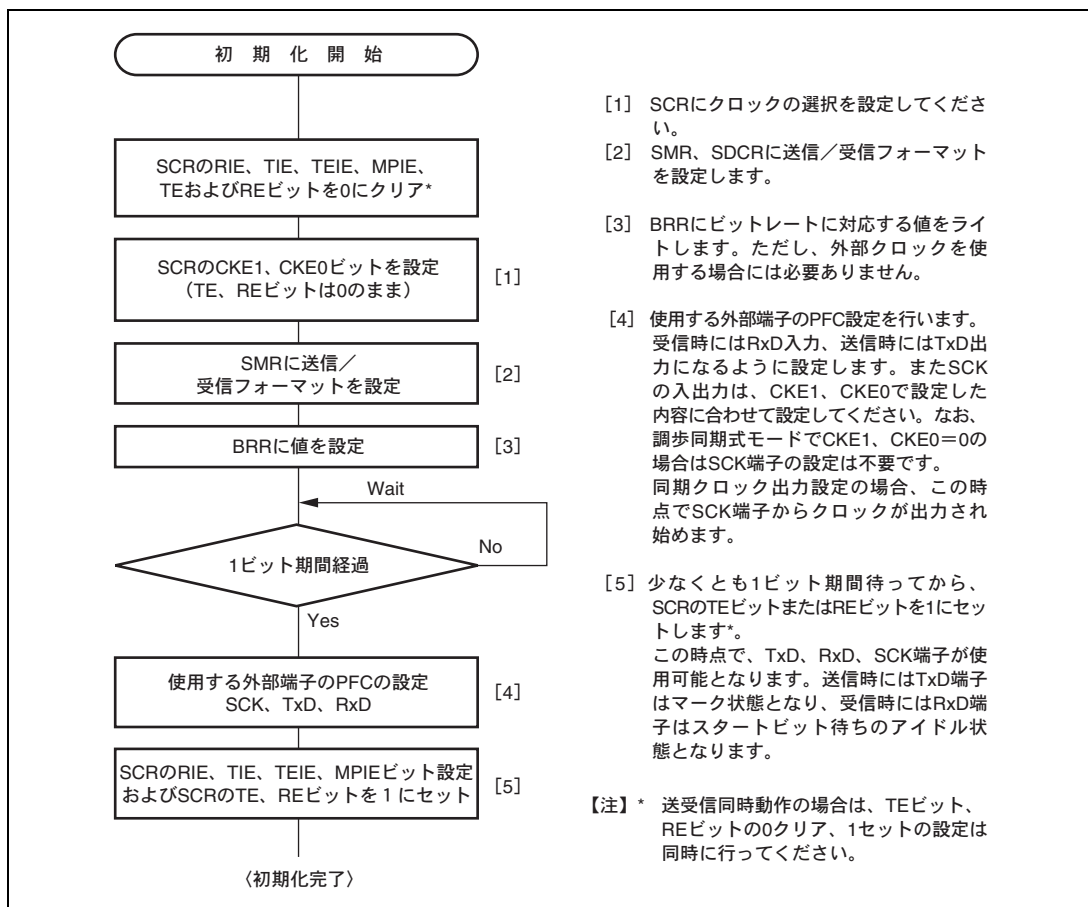 初 期 化 開 始
SCRのRIE、TIE、TEIE、MPIE、
TEおよびREビットを0にクリア*
SCRのCKE1、CKE0ビットを設定
（TE、REビットは0のまま）
[1]
SMRに送信／
受信フォーマットを設定
[2]
BRRに値を設定
[3]
Wait
1ビット期間経過
No
Yes
使用する外部端子のPFCの設定
SCK、TxD、RxD
[4]
SCRのRIE、TIE、TEIE、MPIEビット設定
およびSCRのTE、REビットを１にセット
[5]
〈初期化完了〉
[1] SCRにクロックの選択を設定してくださ
い。
[2] SMR、SDCRに送信／受信フォーマット
を設定します。
[3] BRRにビットレートに対応する値をライ
トします。ただし、外部クロックを使
用する場合には必要ありません。
[4] 使用する外部端子のPFC設定を行います。
受信時にはRxD入力、送信時にはTxD出
力になるように設定します。またSCK
の入出力は、CKE1、CKE0で設定した
内容に合わせて設定してください。なお、
調歩同期式モードでCKE1、CKE0＝0の
場合はSCK端子の設定は不要です。
同期クロック出力設定の場合、この時
点でSCK端子からクロックが出力され
始めます。
[5] 少なくとも1ビット期間待ってから、
SCRのTEビットまたはREビットを1にセッ
トします*。
この時点で、TxD、RxD、SCK端子が使
用可能となります。送信時にはTxD端子
はマーク状態となり、受信時にはRxD端
子はスタートビット待ちのアイドル状
態となります。
【注】* 送受信同時動作の場合は、TEビット、
REビットの0クリア、1セットの設定は
同時に行ってください。